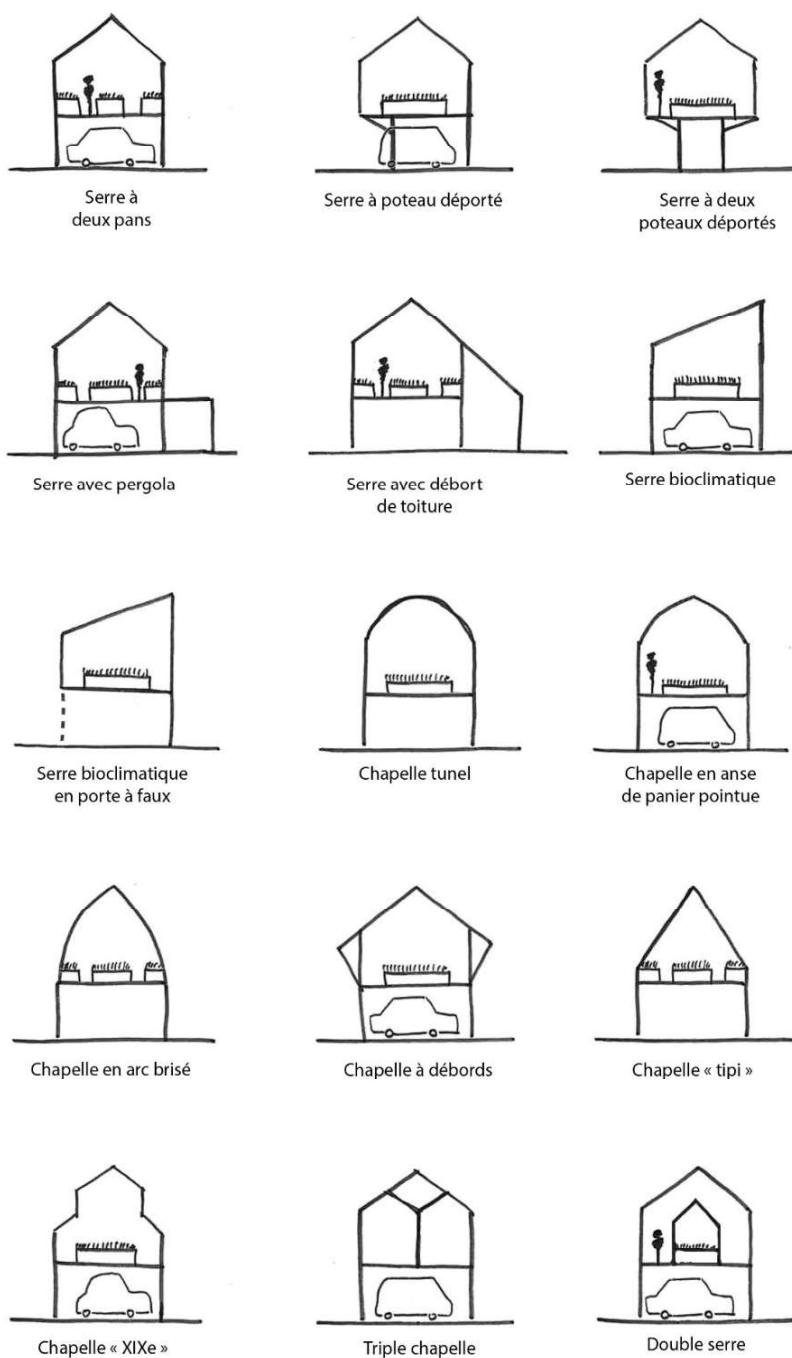 Serre à
deux pans
Serre à poteau déporté
Serre à deux
poteaux déportés
Serre avec pergola
Serre avec débort
de toiture
Serre bioclimatique
Serre bioclimatique
en porte à faux
Chapelle tunel
Chapelle en anse
de panier pointue
Chapelle en arc brisé
Chapelle à débords
Chapelle « tipi »
Chapelle « XIXe »
Triple chapelle
Double serre